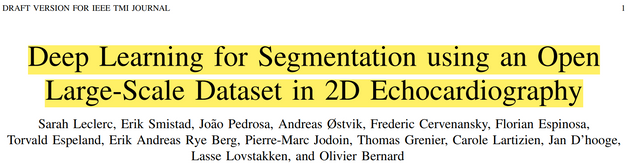 DRAFT VERSION FOR IEEE TMI JOURNAL 1
Deep Learning for Segmentation using an Open
Large-Scale Dataset in 2D Echocardiography
Sarah Leclerc, Erik Smistad, João Pedrosa, Andreas Østvik, Frederic Cervenansky, Florian Espinosa,
Torvald Espeland, Erik Andreas Rye Berg, Pierre-Marc Jodoin, Thomas Grenier, Carole Lartizien, Jan D’hooge,
Lasse Lovstakken, and Olivier Bernard